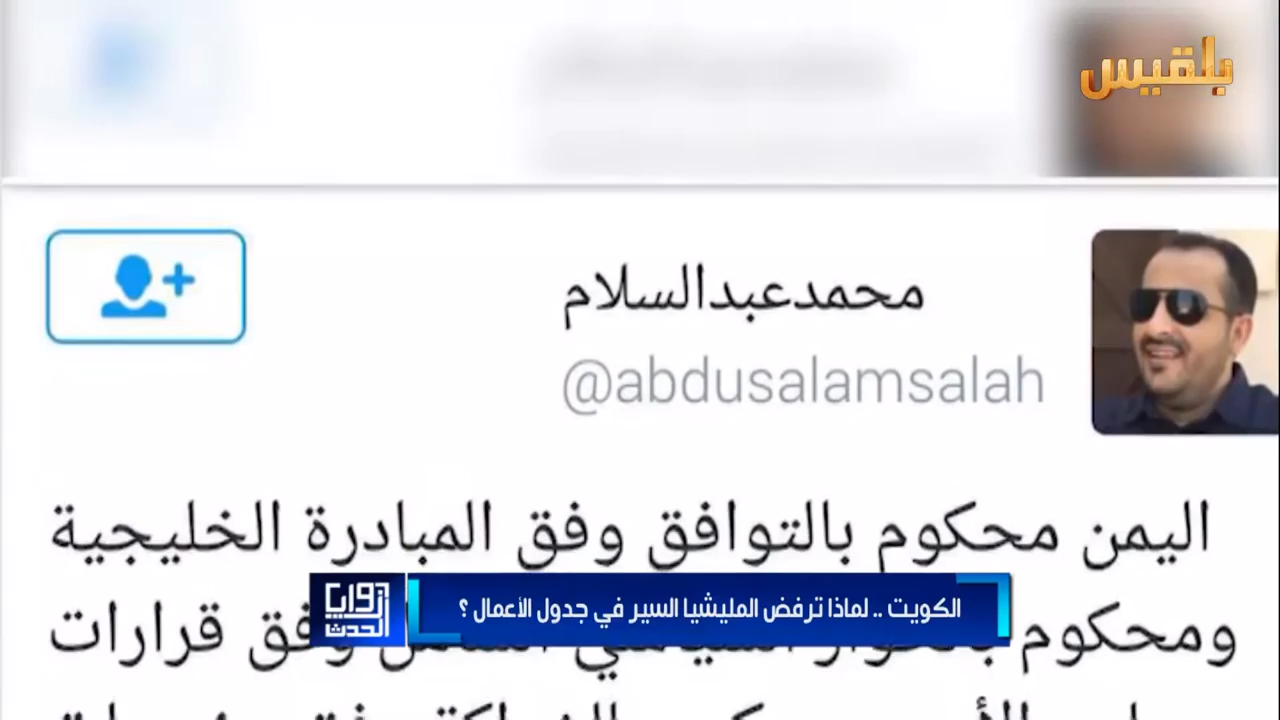 بلقيس
محمدعبدالسلام
@abdusalamsalah
اليمن محكوم بالتوافق وفق المبادرة الخليجية
ومحكوم وفق قرارات
زوايا الحدث
الكويت .. لماذا ترفض المليشيا السير في جدول الأعمال ؟